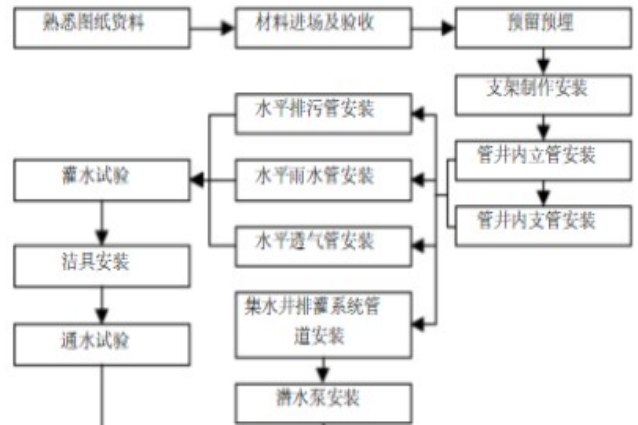 熟悉图纸资料
材料进场及验收
预留预埋
支架制作安装
水平排污管安装
管井内立管安装
灌水试验
水平雨水管安装
管井内支管安装
水平透气管安装
洁具安装
集水井排灌系统管
道安装
通水试验
潜水泵安装